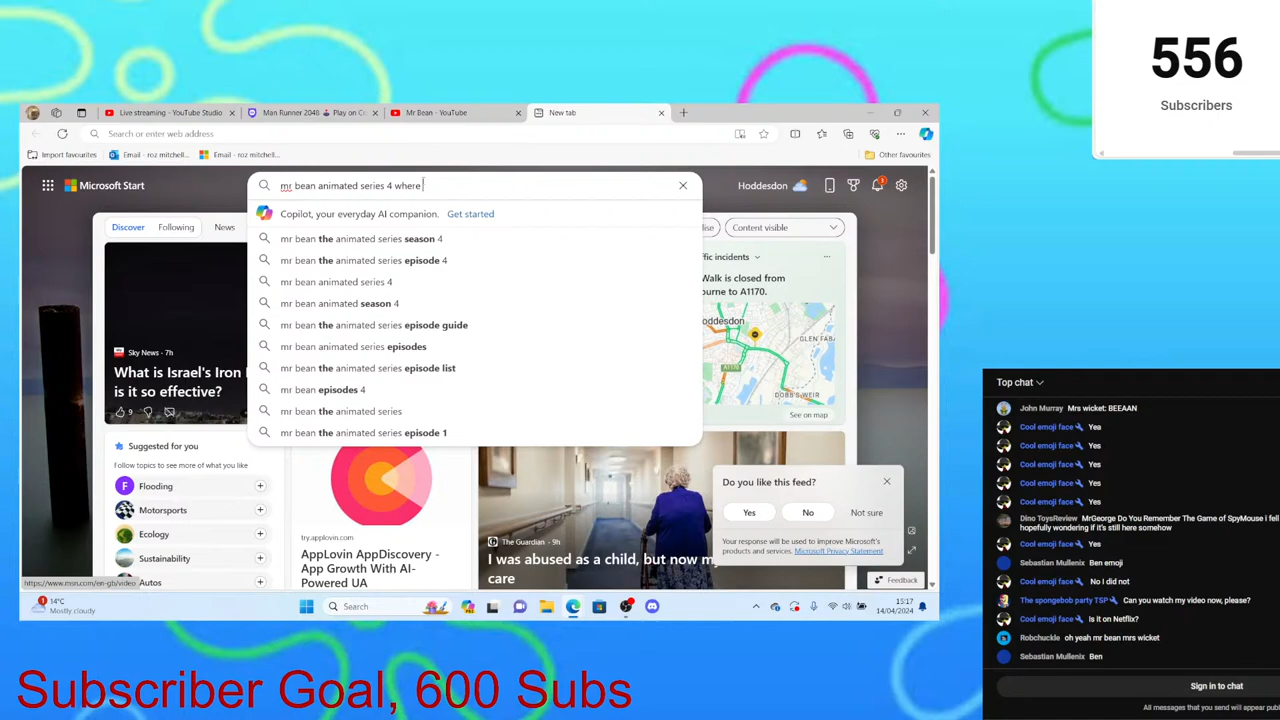 556
Subscribers
Live streaming - YouTube Studio
Man Runner 2048
Play on Cr
Mr Bean - YouTube
New tab
Search or enter web address
Import favourites
Email - roz mitchell...
Email - roz mitchell...
Other favourites
Microsoft Start
mr bean animated series 4 where
Hoddesdon
Copilot, your everyday AI companion. Get started
mr bean the animated series season 4
mr bean the animated series episode 4
mr bean animated series 4
mr bean animated season 4
mr bean the animated series episode guide
mr bean animated series episodes
mr bean the animated series episode list
mr bean episodes 4
mr bean the animated series
mr bean the animated series episode 1
Discover
Following
News
Content visible
Sky News · 7h
What is Israel's Iron
is it so effective?
9
Suggested for you
Follow topics to see more of what you like
Flooding
Motorsports
Ecology
Sustainability
Autos
https://www.msn.com/en-gb/video
try.applovin.com
AppLovin AppDiscovery -
App Growth With AI-
Powered UA
The Guardian · 9h
I was abused as a child, but now m
care
ffic incidents
Walk is closed from
ourne to A1170.
oddesdon
GLEN FABA
DOBB'S WEIR
See on map
Do you like this feed?
Yes
No
Not sure
Your response will be used to improve Microsoft's
products and services. Microsoft Privacy Statement
Feedback
14°C
Mostly cloudy
Search
15:17
14/04/2024
Top chat
John Murray Mrs wicket: BEEAAN
Cool emoji face Yea
Cool emoji face Yes
Cool emoji face Yes
Cool emoji face Yes
Cool emoji face Yes
Dino ToysReview MrGeorge Do You Remember The Game of SpyMouse i fell
hopefully wondering if it's still here somehow
Cool emoji face Yes
Sebastian Mullenix Ben emoji
Cool emoji face No I did not
The spongebob party TSP Can you watch my video now, please?
Cool emoji face Is it on Netflix?
Robchuckle oh yeah mr bean mrs wicket
Sebastian Mullenix Ben
Sign in to chat
All messages that you send will appear publ
Subscriber Goal, 600 Subs